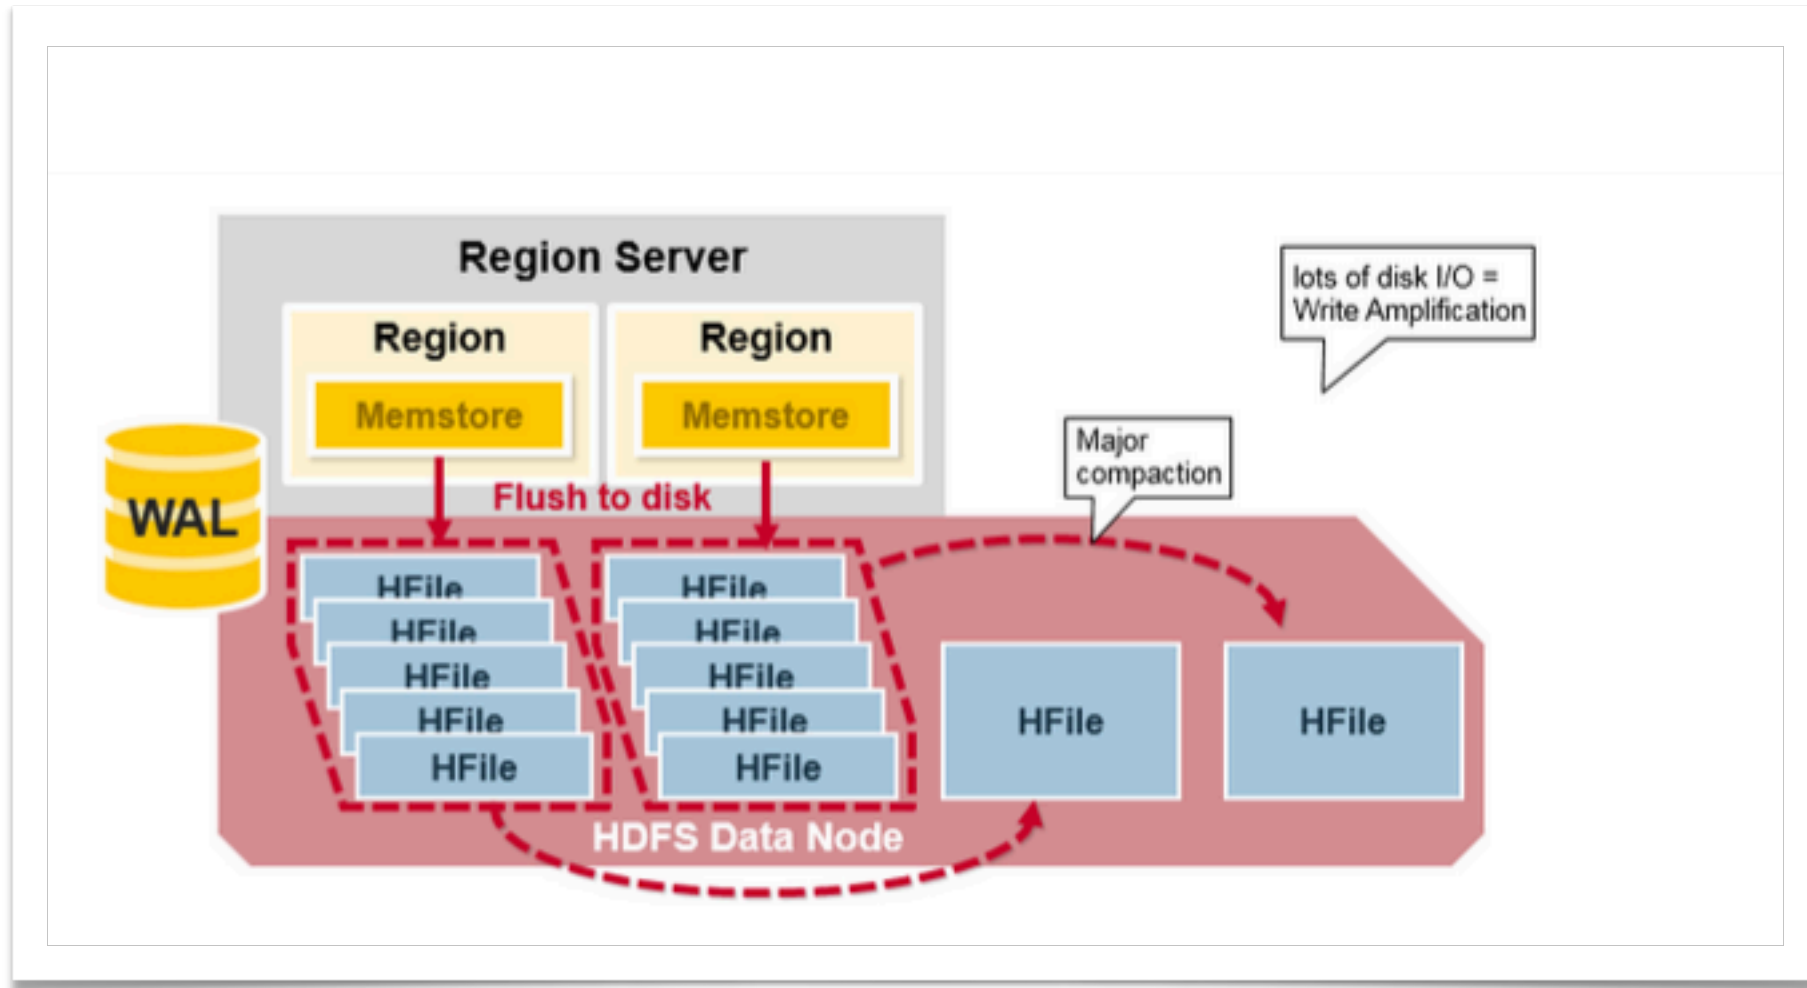 Region Server
lots of disk I/O =
Write Amplification
Region
Region
Memstore
Memstore
Major
compaction
WAL
Flush to disk
HFile
HFile
HFile
HFile
HFile
HFile
HFile
HFile
HFile
HFile
HFile
HFile
HDFS Data Node